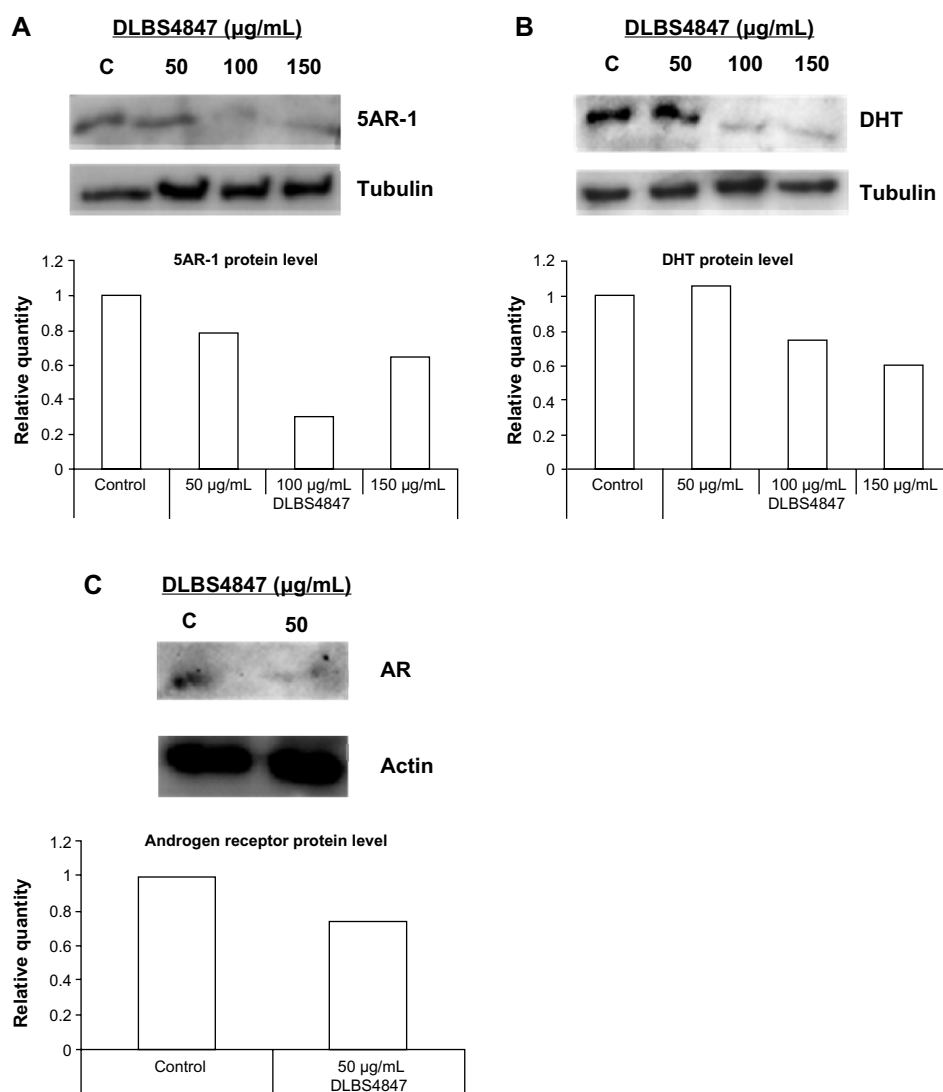 A
DLBS4847 (µg/mL)
C 50 100 150
5AR-1
Tubulin
5AR-1 protein level
Relative quantity
1.2
1
0.8
0.6
0.4
0.2
0
Control 50 µg/mL 100 µg/mL 150 µg/mL
DLBS4847
B
DLBS4847 (µg/mL)
C 50 100 150
DHT
Tubulin
DHT protein level
Relative quantity
1.2
1
0.8
0.6
0.4
0.2
0
Control 50 µg/mL 100 µg/mL 150 µg/mL
DLBS4847
C
DLBS4847 (µg/mL)
C 50
AR
Actin
Androgen receptor protein level
Relative quantity
1.2
1
0.8
0.6
0.4
0.2
0
Control 50 µg/mL
DLBS4847